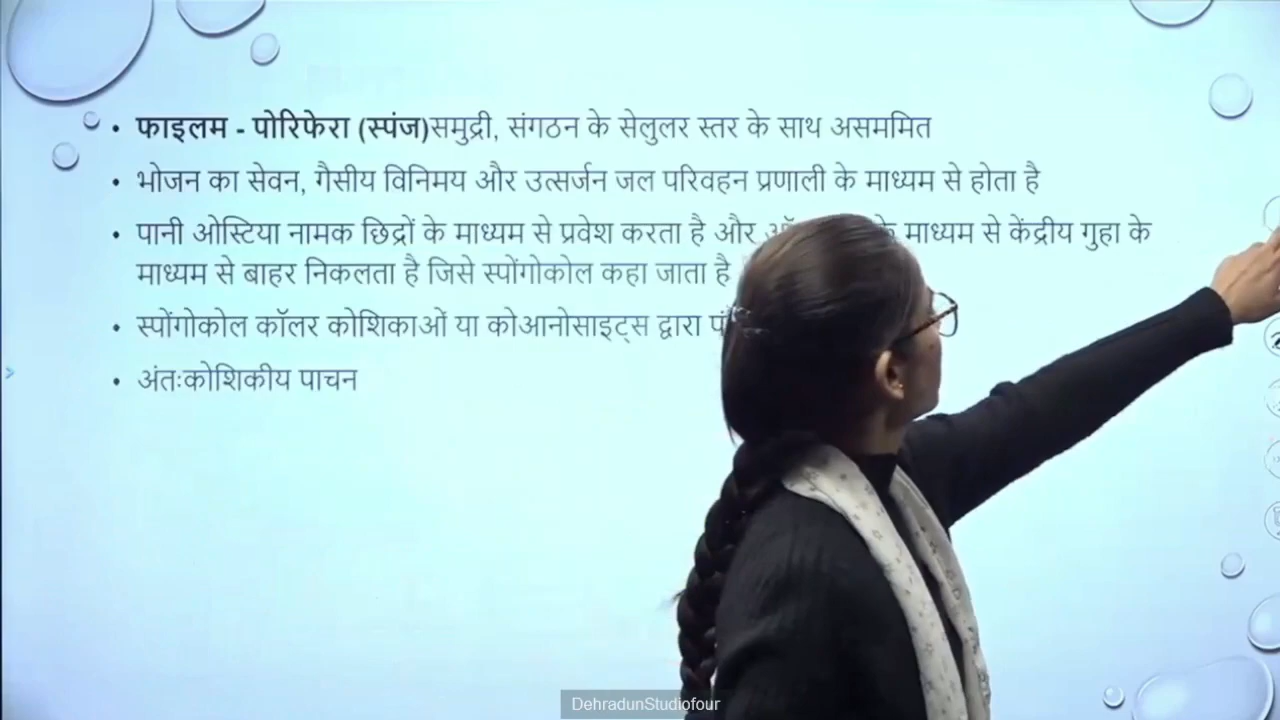 • फाइलम - पोरिफेरा (स्पंज)समुद्री, संगठन के सेलुलर स्तर के साथ असममित
• भोजन का सेवन, गैसीय विनिमय और उत्सर्जन जल परिवहन प्रणाली के माध्यम से होता है
• पानी ओस्टिया नामक छिद्रों के माध्यम से प्रवेश करता है और के माध्यम से केंद्रीय गुहा के
माध्यम से बाहर निकलता है जिसे स्पोंगोकोल कहा जाता है
• स्पोंगोकोल कॉलर कोशिकाओं या कोआनोसाइट्स द्वारा
• अंतःकोशिकीय पाचन
DehradunStudiofour